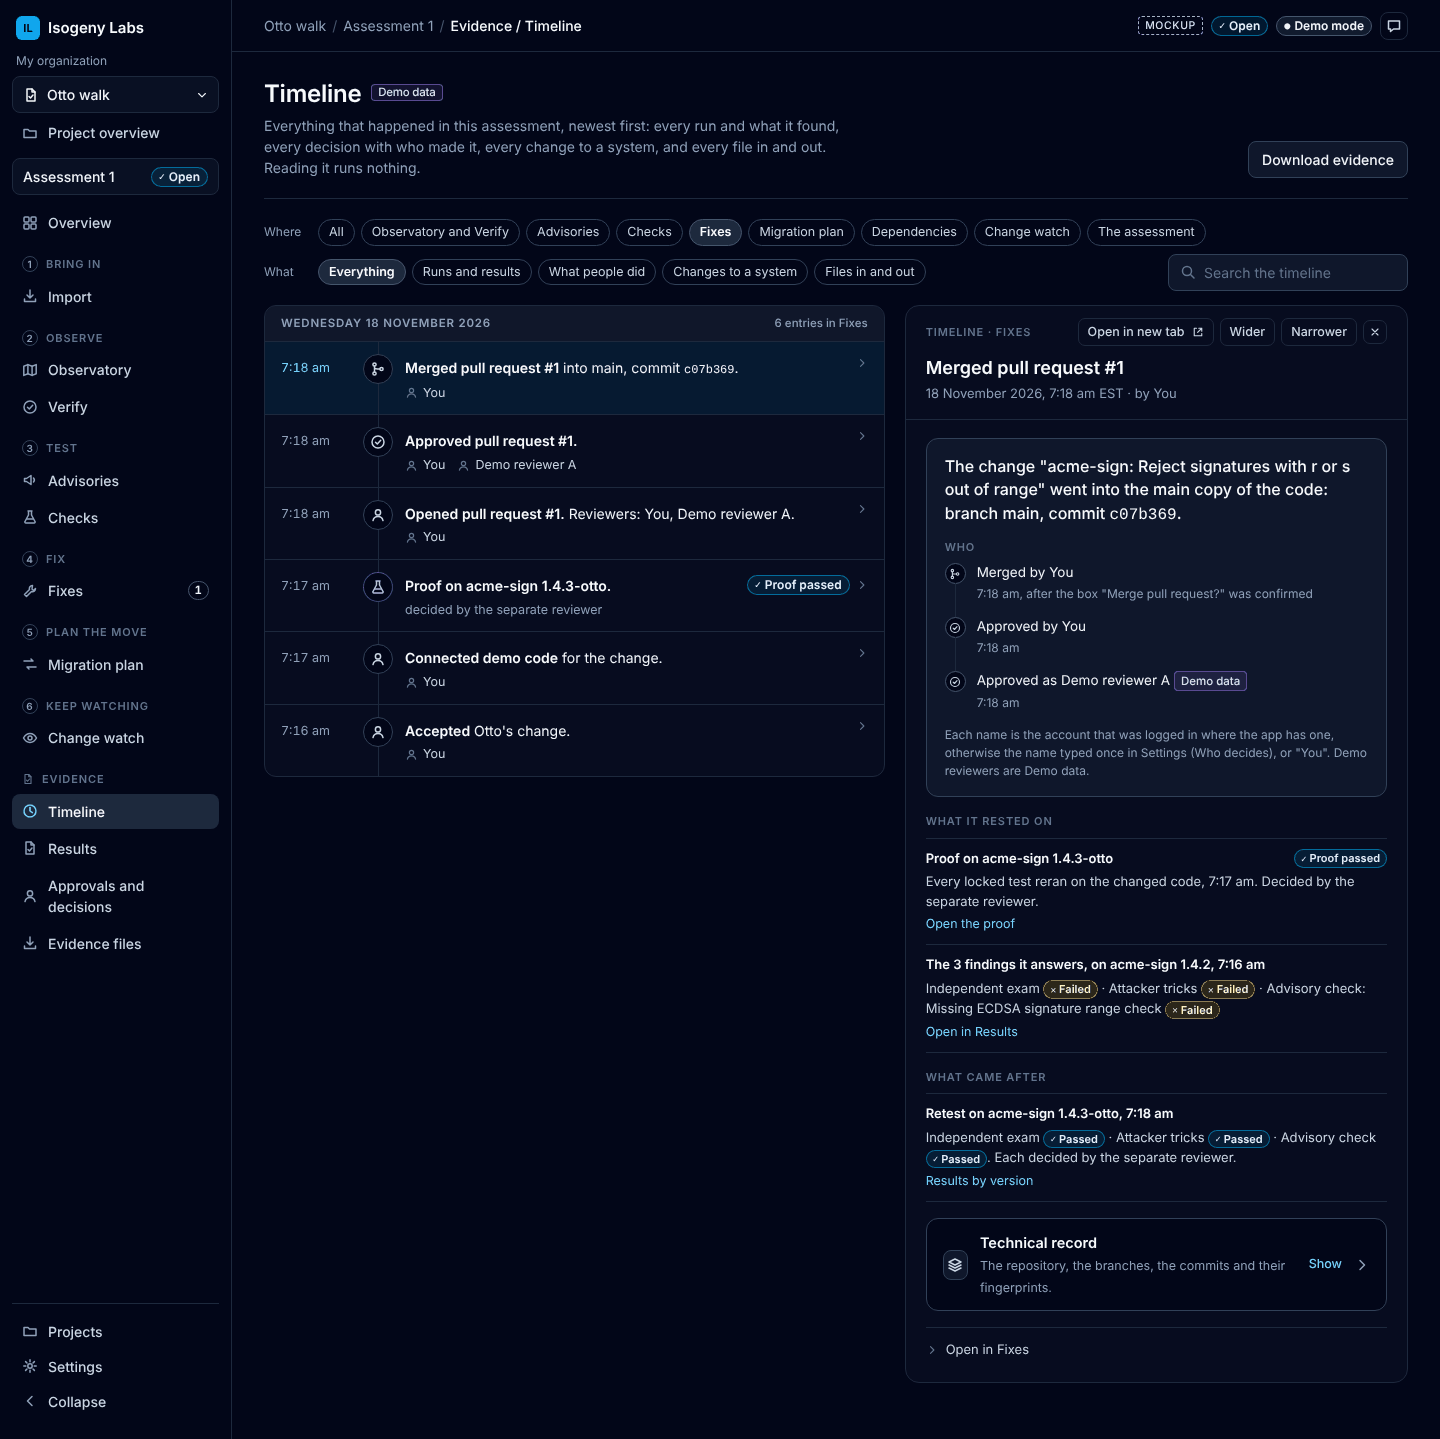 IL Isogeny Labs
My organization
Otto walk
Project overview
Assessment 1 ✓ Open
Overview
1 BRING IN
Import
2 OBSERVE
Observatory
Verify
3 TEST
Advisories
Checks
4 FIX
Fixes 1
5 PLAN THE MOVE
Migration plan
6 KEEP WATCHING
Change watch
EVIDENCE
Timeline
Results
Approvals and
decisions
Evidence files
Projects
Settings
Collapse
Otto walk / Assessment 1 / Evidence / Timeline
MOCKUP ✓ Open ● Demo mode
Timeline Demo data
Everything that happened in this assessment, newest first: every run and what it found,
every decision with who made it, every change to a system, and every file in and out.
Reading it runs nothing.
Download evidence
Where All Observatory and Verify Advisories Checks Fixes Migration plan Dependencies Change watch The assessment
What Everything Runs and results What people did Changes to a system Files in and out
Search the timeline
WEDNESDAY 18 NOVEMBER 2026 6 entries in Fixes
7:18 am Merged pull request #1 into main, commit c07b369.
You
7:18 am Approved pull request #1.
You Demo reviewer A
7:18 am Opened pull request #1. Reviewers: You, Demo reviewer A.
You
7:17 am Proof on acme-sign 1.4.3-otto. ✓ Proof passed
decided by the separate reviewer
7:17 am Connected demo code for the change.
You
7:16 am Accepted Otto's change.
You
TIMELINE · FIXES Open in new tab Wider Narrower ×
Merged pull request #1
18 November 2026, 7:18 am EST · by You
The change "acme-sign: Reject signatures with r or s
out of range" went into the main copy of the code:
branch main, commit c07b369.
WHO
Merged by You
7:18 am, after the box "Merge pull request?" was confirmed
Approved by You
7:18 am
Approved as Demo reviewer A Demo data
7:18 am
Each name is the account that was logged in where the app has one,
otherwise the name typed once in Settings (Who decides), or "You". Demo
reviewers are Demo data.
WHAT IT RESTED ON
Proof on acme-sign 1.4.3-otto ✓ Proof passed
Every locked test reran on the changed code, 7:17 am. Decided by the
separate reviewer.
Open the proof
The 3 findings it answers, on acme-sign 1.4.2, 7:16 am
Independent exam × Failed · Attacker tricks × Failed · Advisory check:
Missing ECDSA signature range check × Failed
Open in Results
WHAT CAME AFTER
Retest on acme-sign 1.4.3-otto, 7:18 am
Independent exam ✓ Passed · Attacker tricks ✓ Passed · Advisory check
✓ Passed. Each decided by the separate reviewer.
Results by version
Technical record
The repository, the branches, the commits and their
fingerprints.
Show
Open in Fixes